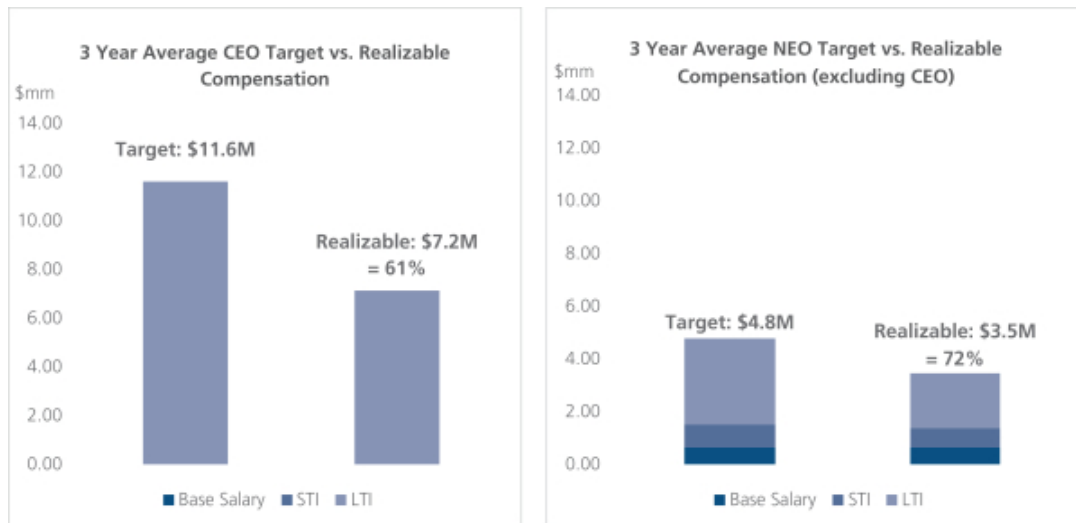 3 Year Average CEO Target vs. Realizable
Compensation
$mm
14.00
Target: $11.6M
12.00
10.00
Realizable: $7.2M
= 61%
8.00
6.00
4.00
2.00
0.00
Base Salary STI LTI
3 Year Average NEO Target vs. Realizable
Compensation (excluding CEO)
$mm
14.00
12.00
10.00
8.00
6.00
Target: $4.8M
Realizable: $3.5M
= 72%
4.00
2.00
0.00
Base Salary STI LTI